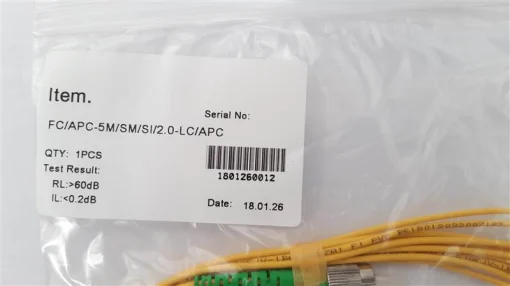 Item.
Serial No:
FC/APC-5M/SM/SI/2.0-LC/APC
QTY: 1PCS
Test Result:
1801260012
RL:>60dB
IL:<0.2dB
Date: 18.01.26